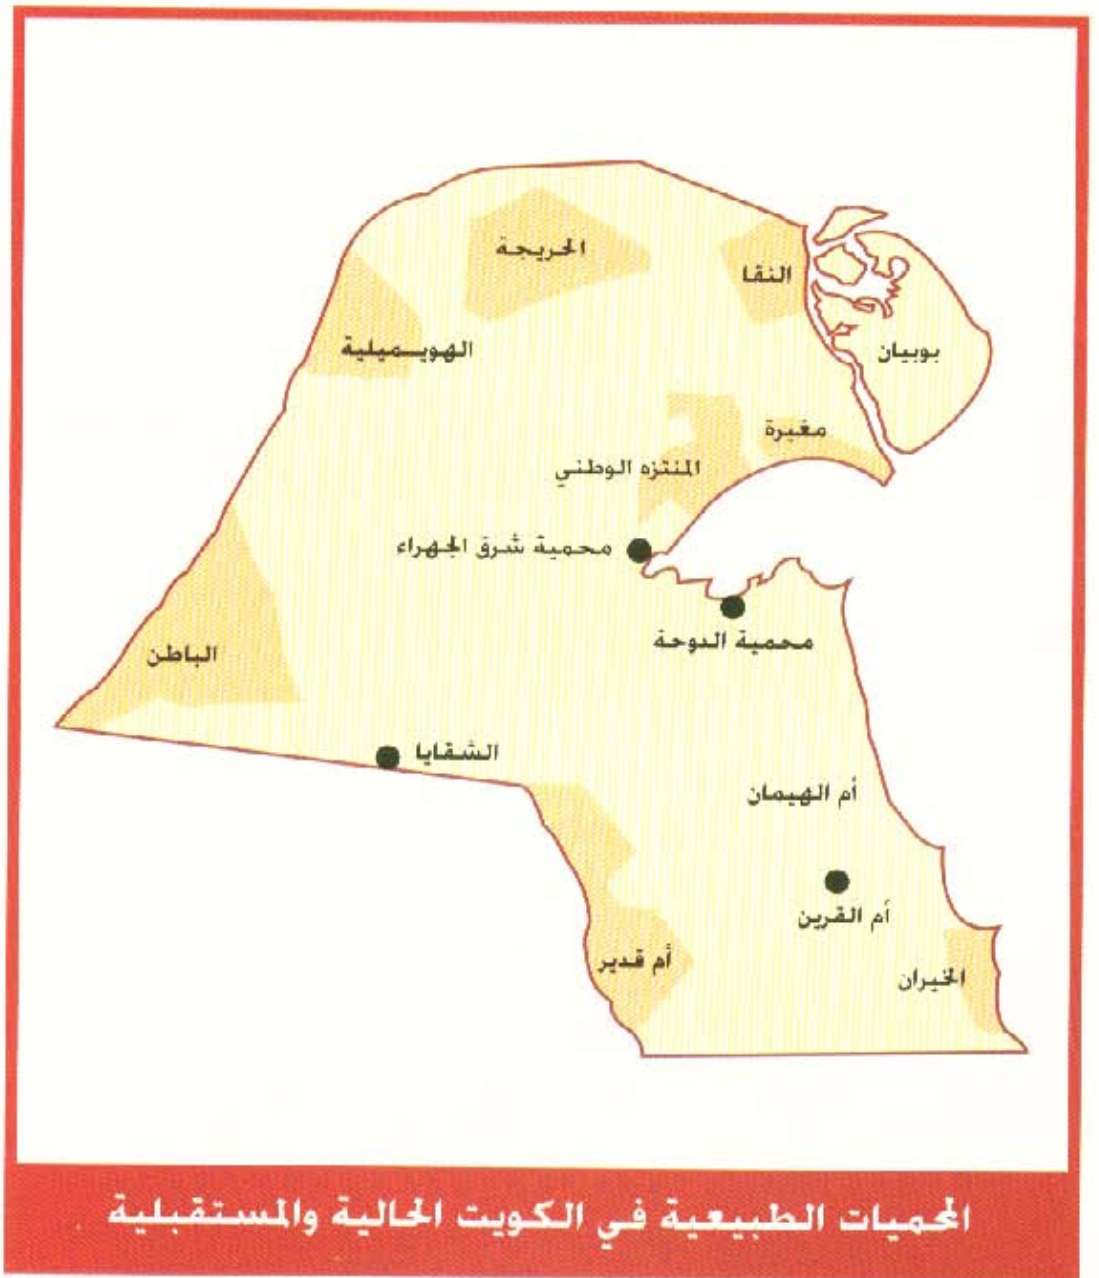 الحريجة
النقا
الهويميلية
بوبيان
مغيرة
المنتزه الوطني
محمية شرق الجهراء
محمية الدوحة
الباطن
الشقايا
أم الهيمان
أم القرين
أم قدير
الخيران
المحميات الطبيعية في الكويت الحالية والمستقبلية